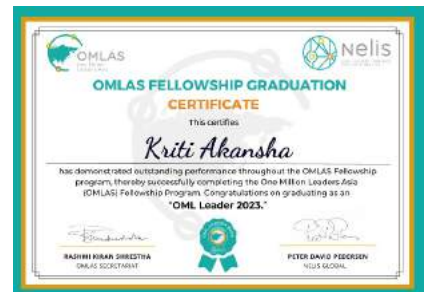 OMLAS
Nelis
OMLAS FELLOWSHIP GRADUATION
CERTIFICATE
This certifies
Kriti Akansha
has demonstrated outstanding performance throughout the OMLAS Fellowship
program, thereby successfully completing the One Million Leaders Asia
(OMLAS) Fellowship Program. Congratulations on graduating as an
"OML Leader 2023."
RASHMI KIRAN SHRESTHA
OMLAS SECRETARIAT
PETER DAVID PEDERSEN
NELIS GLOBAL